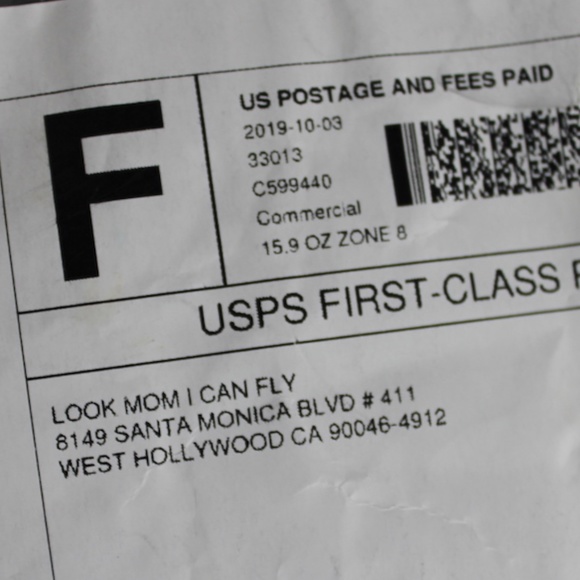 F
US POSTAGE AND FEES PAID
2019-10-03
33013
C599440
Commercial
15.9 OZ ZONE 8
USPS FIRST-CLASS
LOOK MOM I CAN FLY
8149 SANTA MONICA BLVD # 411
WEST HOLLYWOOD CA 90046-4912